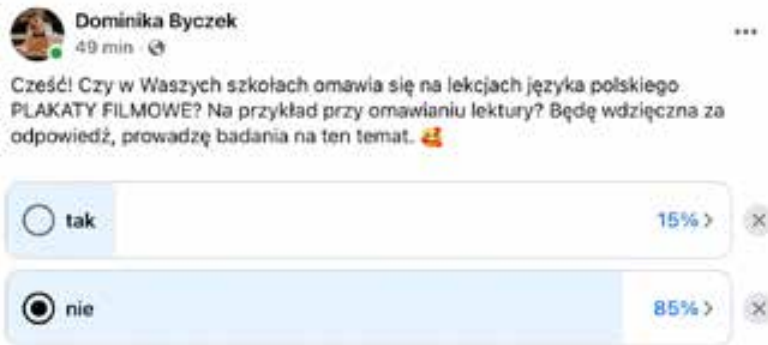 Dominika Byczek
49 min
Cześć! Czy w Waszych szkołach omawia się na lekcjach języka polskiego
PLAKATY FILMOWE? Na przykład przy omawianiu lektury? Będę wdzięczna za
odpowiedź, prowadzę badania na ten temat.
tak 15%
nie 85%